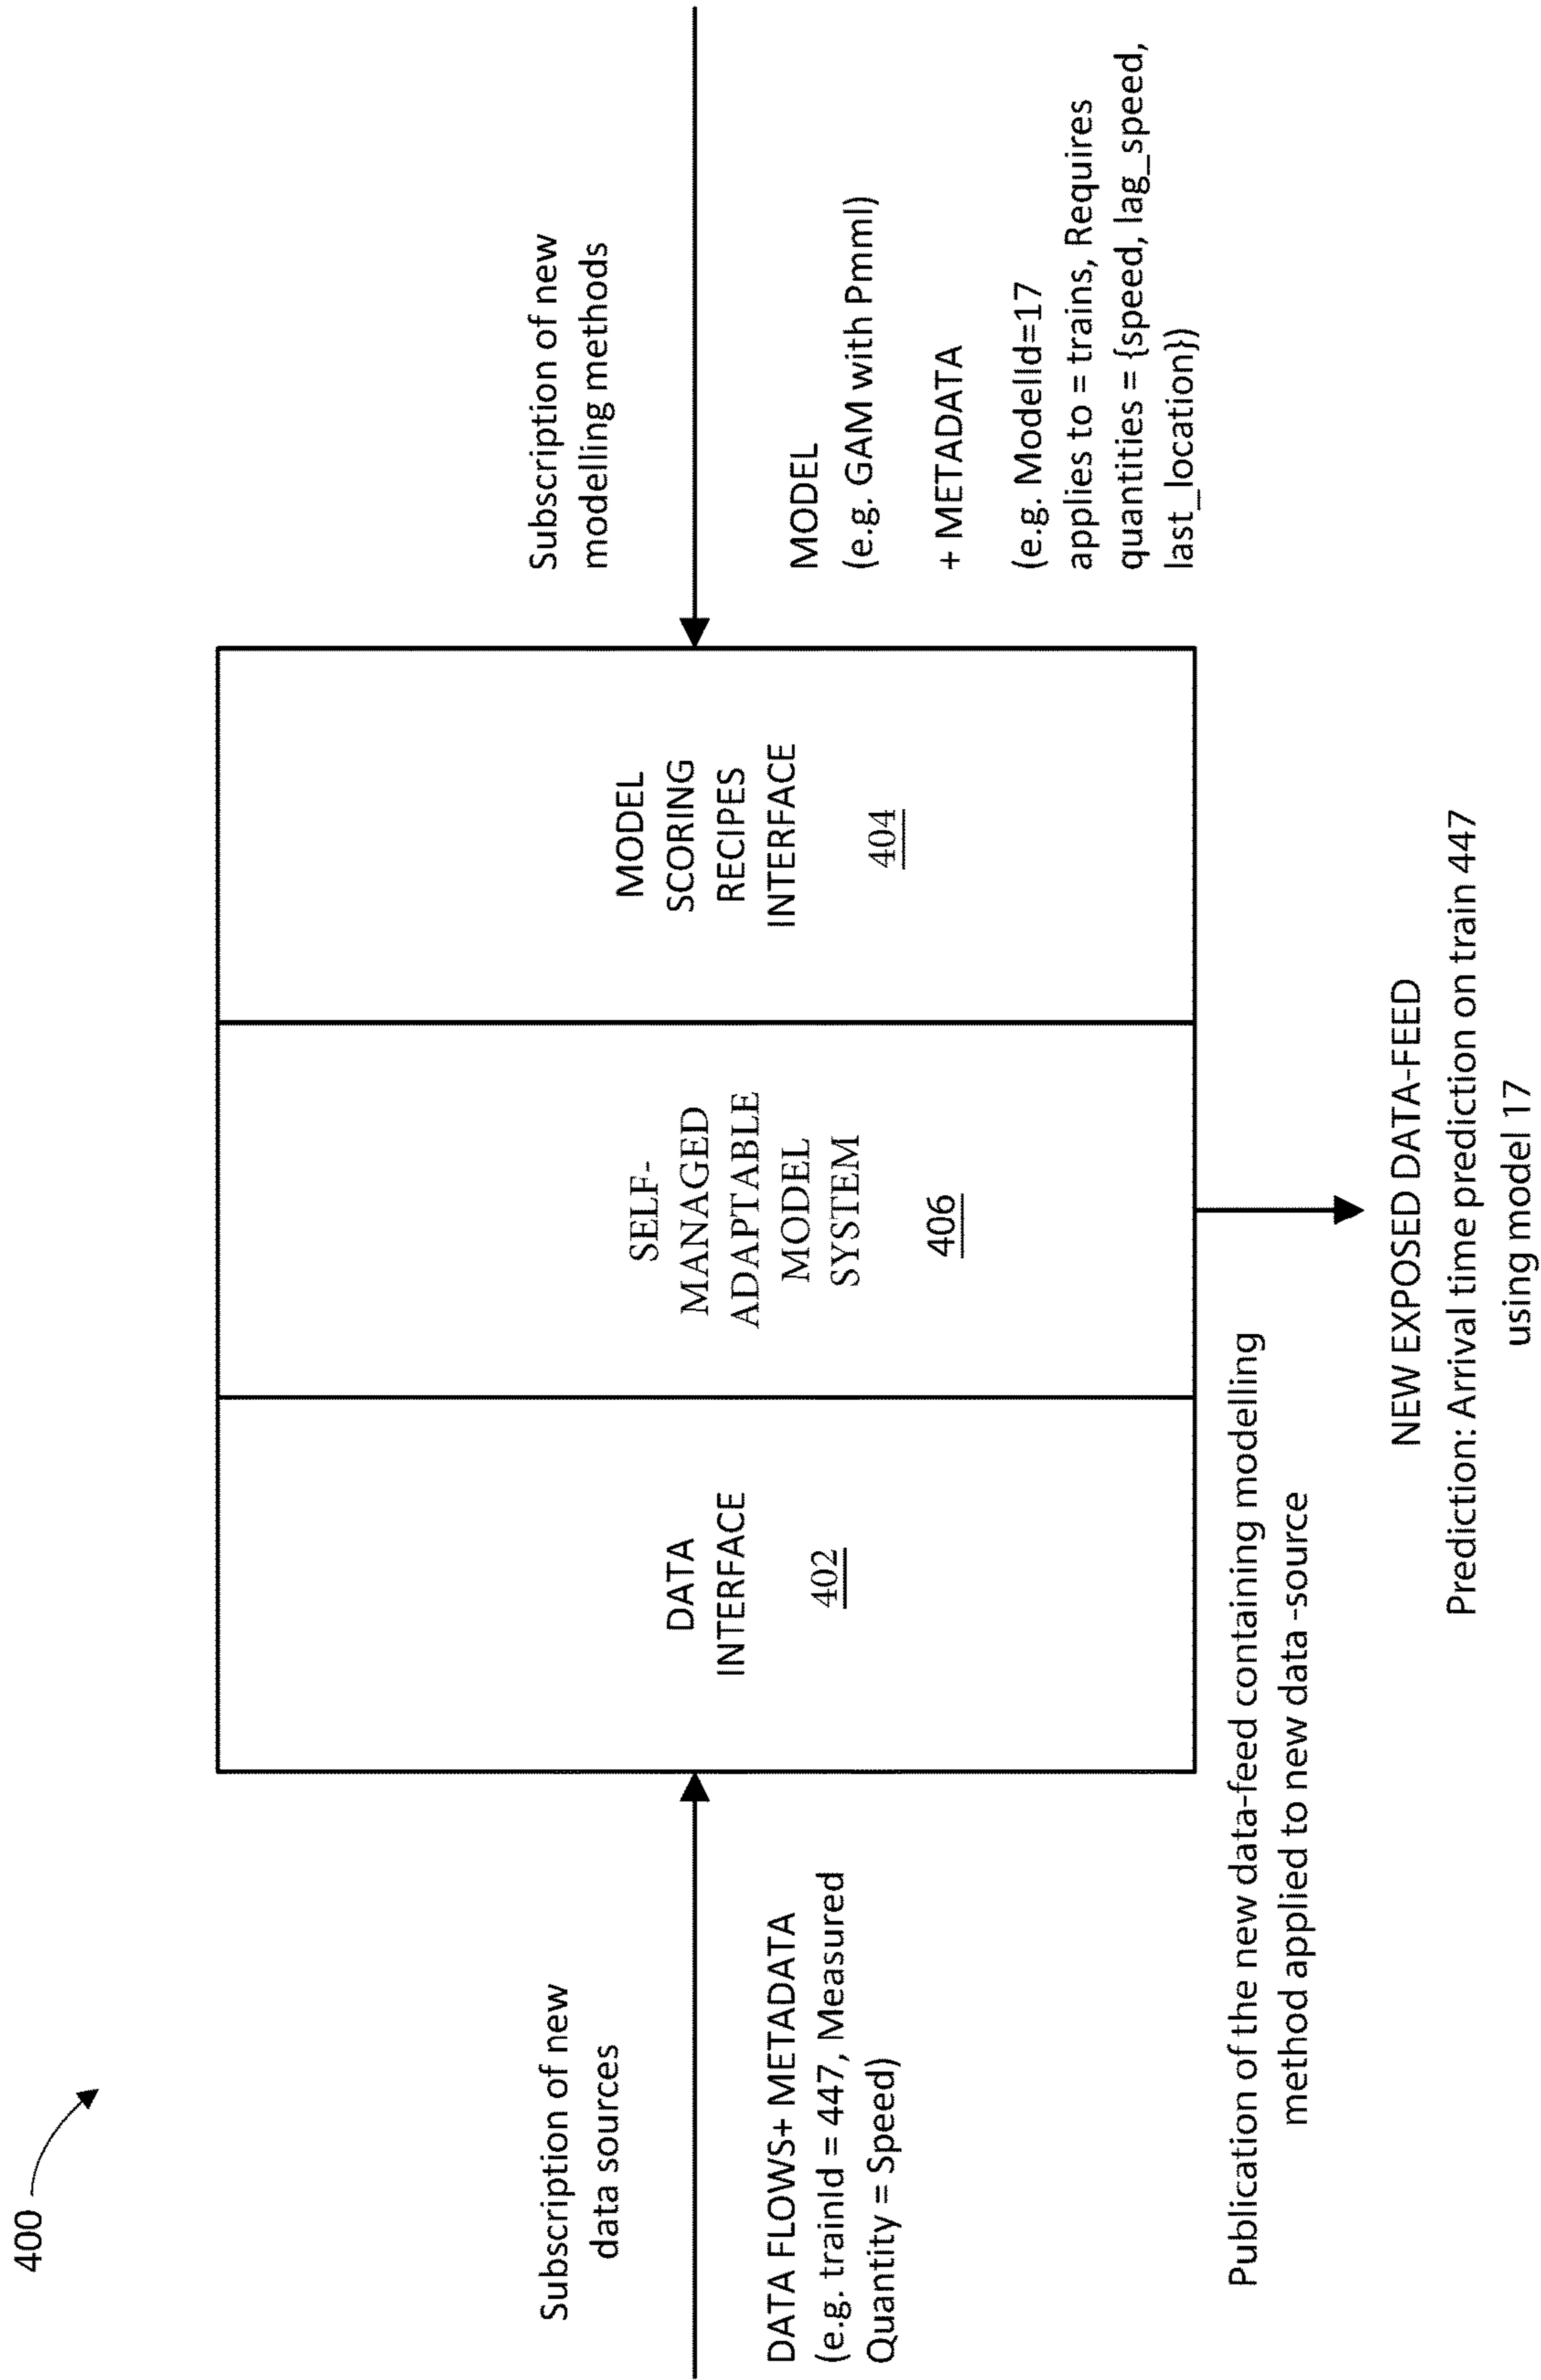 400
Subscription of new
data sources
DATA FLOWS+ METADATA
(e.g. trainId = 447, Measured
Quantity = Speed)
DATA
INTERFACE
402
SELF-
MANAGED
ADAPTABLE
MODEL
SYSTEM
406
MODEL
SCORING
RECIPES
INTERFACE
404
Subscription of new
modelling methods
MODEL
(e.g. GAM with Pmml)
+ METADATA
(e.g. ModelId=17
applies to = trains, Requires
quantities = {speed, lag_speed,
last_location})
Publication of the new data-feed containing modelling
method applied to new data -source
NEW EXPOSED DATA-FEED
Prediction: Arrival time prediction on train 447
using model 17